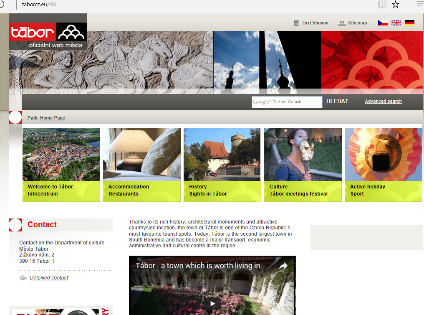 taborcz.eu/EN
TÁBOR
oficiální web města
Text Version
Site map
Google
HLEDAT
Advanced search
Path: Home Page
Welcome to Tábor
Infocentrum
Accommodation
Restaurants
History
Sights in Tábor
Culture
Tábor meetings festival
Active holiday
Sport
Contact
Contact on the Department of culture
Město Tábor
Žižkovo nám. 2
390 15 Tábor 1
Detailed contact
Thanks to its rich history, architectural monuments and attractive
countryside location, the town of Tábor is one of the Czech Republic´s
most favourite tourist spots. Today, Tábor is the second largest town in
South Bohemia and has become a major transport, economic,
administrative and cultural centre in the region.
Tábor - a town which is worth living in